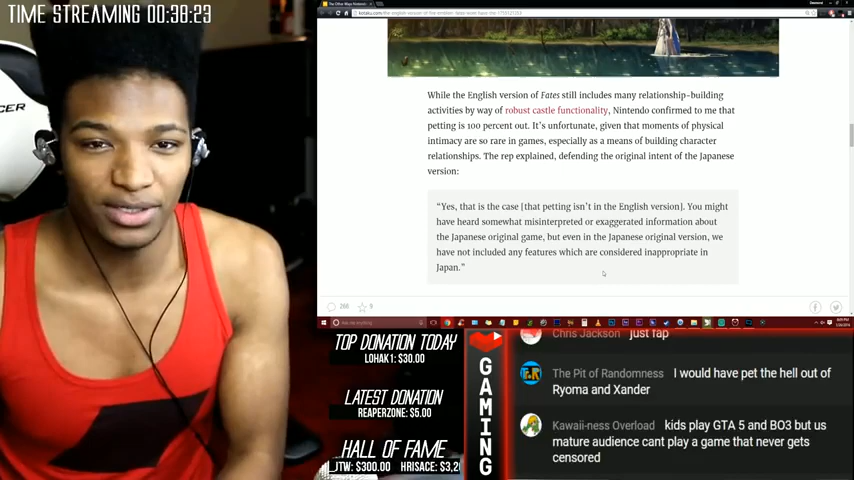 TIME STREAMING 00:38:23
While the English version of Fates still includes many relationship-building
activities by way of robust castle functionality, Nintendo confirmed to me that
petting is 100 percent out. It's unfortunate, given that moments of physical
intimacy are so rare in games, especially as a means of building character
relationships. The rep explained, defending the original intent of the Japanese
version:
"Yes, that is the case [that petting isn't in the English version]. You might
have heard somewhat misinterpreted or exaggerated information about
the Japanese original game, but even in the Japanese original version, we
have not included any features which are considered inappropriate in
Japan."
TOP DONATION TODAY
LOHAK1: $30.00
LATEST DONATION
REAPERZONE: $5.00
HALL OF FAME
JTW: $300.00 HRISACE: $3,2
GAMING
Chris Jackson just fap
The Pit of Randomness I would have pet the hell out of
Ryoma and Xander
Kawaii-ness Overload kids play GTA 5 and BO3 but us
mature audience cant play a game that never gets
censored